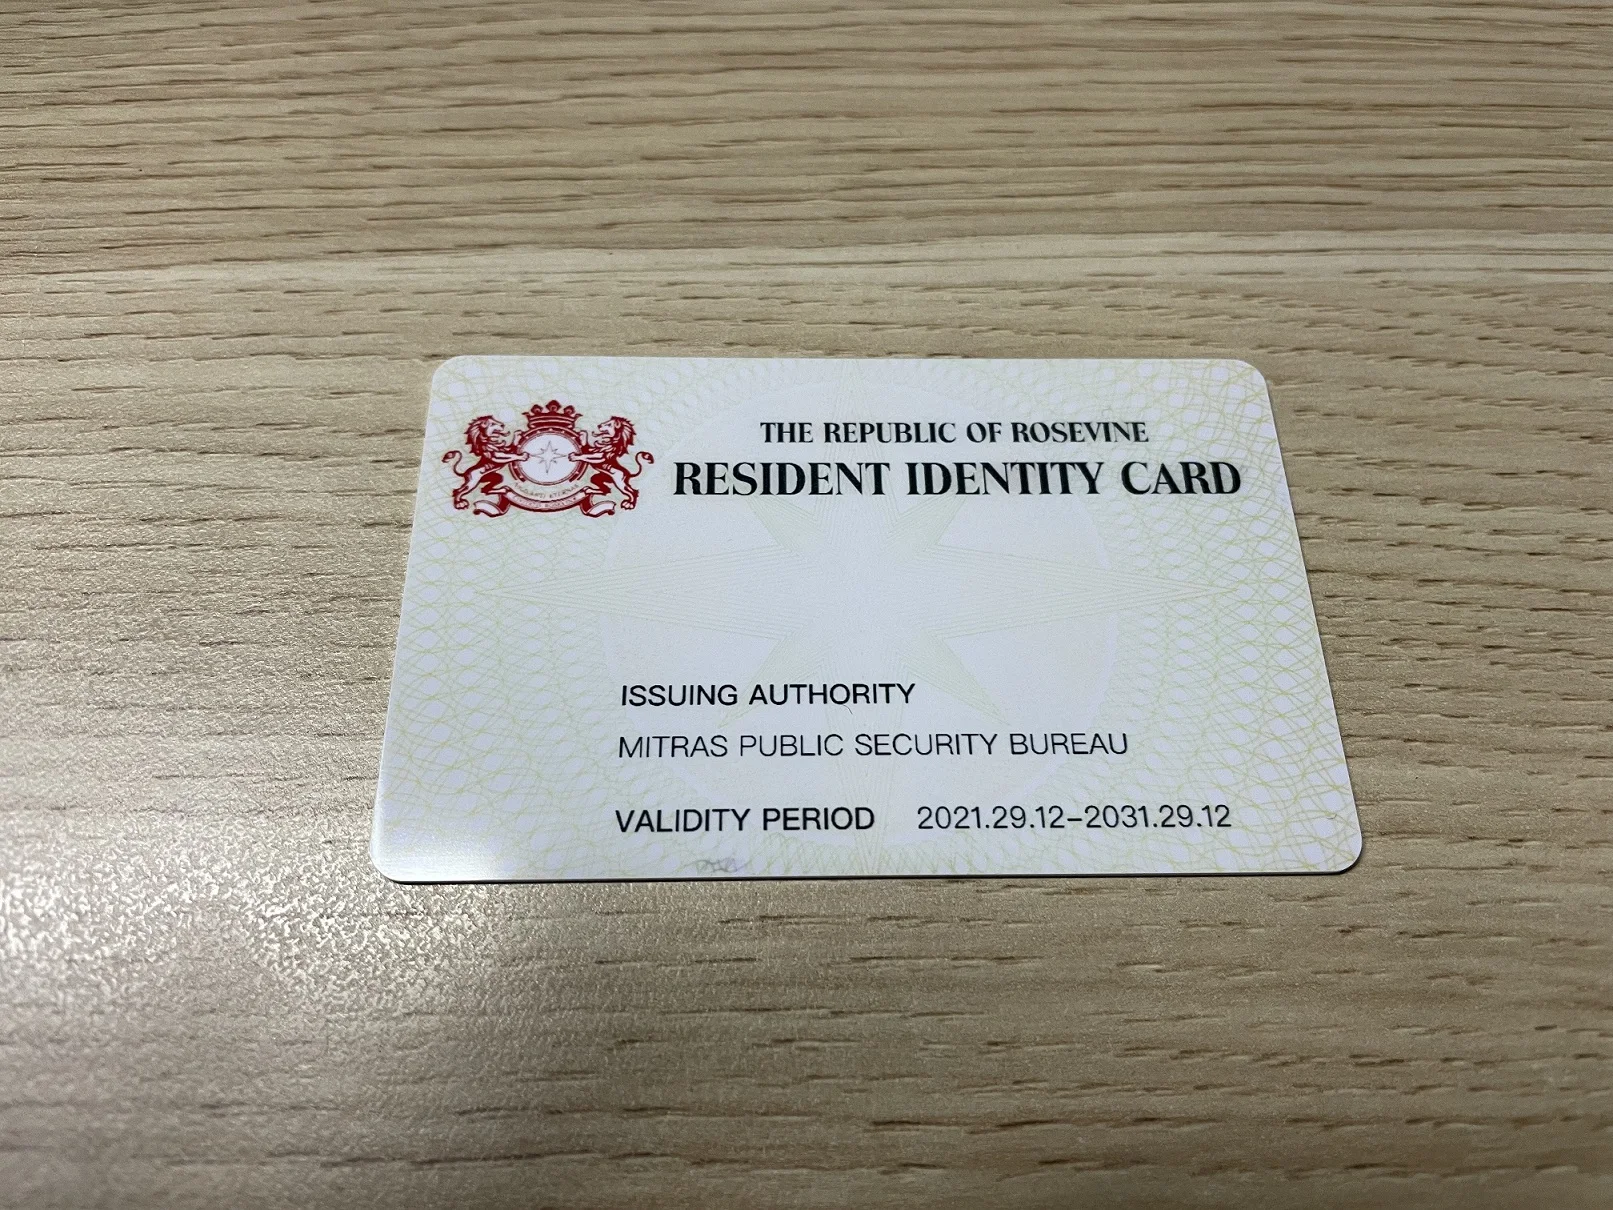 THE REPUBLIC OF ROSEVINE
RESIDENT IDENTITY CARD
ISSUING AUTHORITY
MITRAS PUBLIC SECURITY BUREAU
VALIDITY PERIOD 2021.29.12-2031.29.12